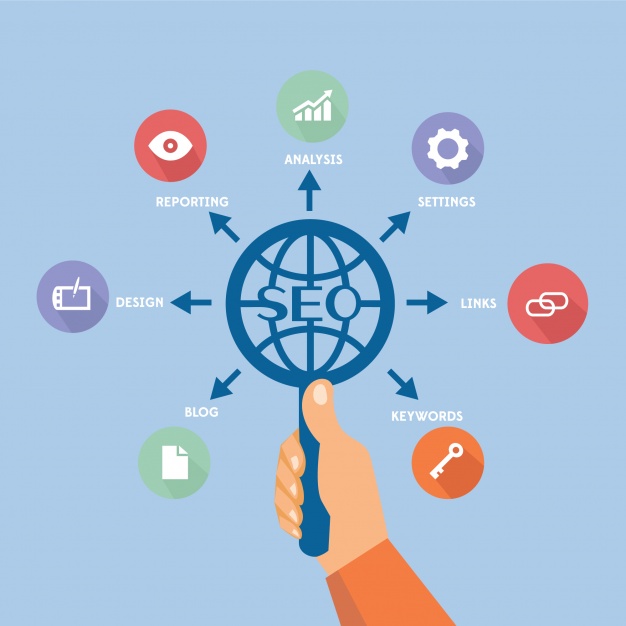 ANALYSIS
REPORTING
SETTINGS
SEO
DESIGN
LINKS
BLOG
KEYWORDS